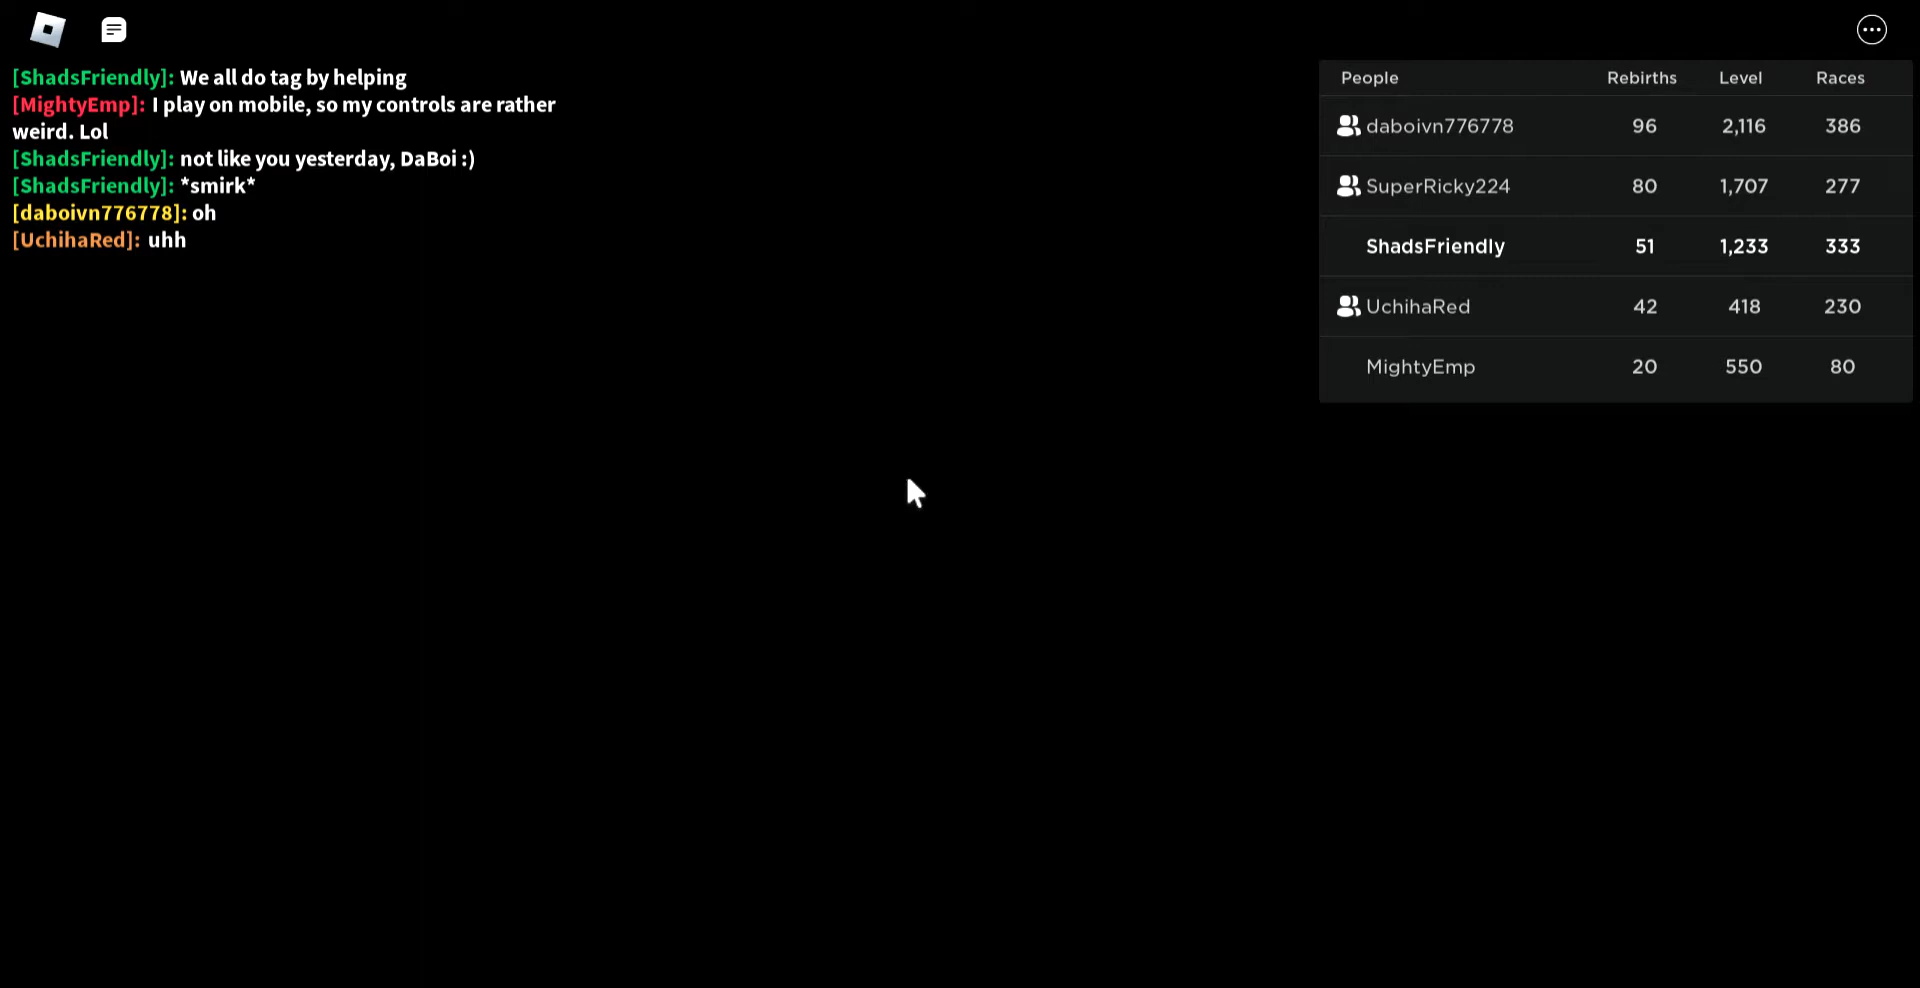 [ShadsFriendly]: We all do tag by helping
[MightyEmp]: I play on mobile, so my controls are rather
weird. Lol
[ShadsFriendly]: not like you yesterday, DaBoi :)
[ShadsFriendly]: *smirk*
[daboivn776778]: oh
[UchihaRed]: uhh
People Rebirths Level Races
daboivn776778 96 2,116 386
SuperRicky224 80 1,707 277
ShadsFriendly 51 1,233 333
UchihaRed 42 418 230
MightyEmp 20 550 80